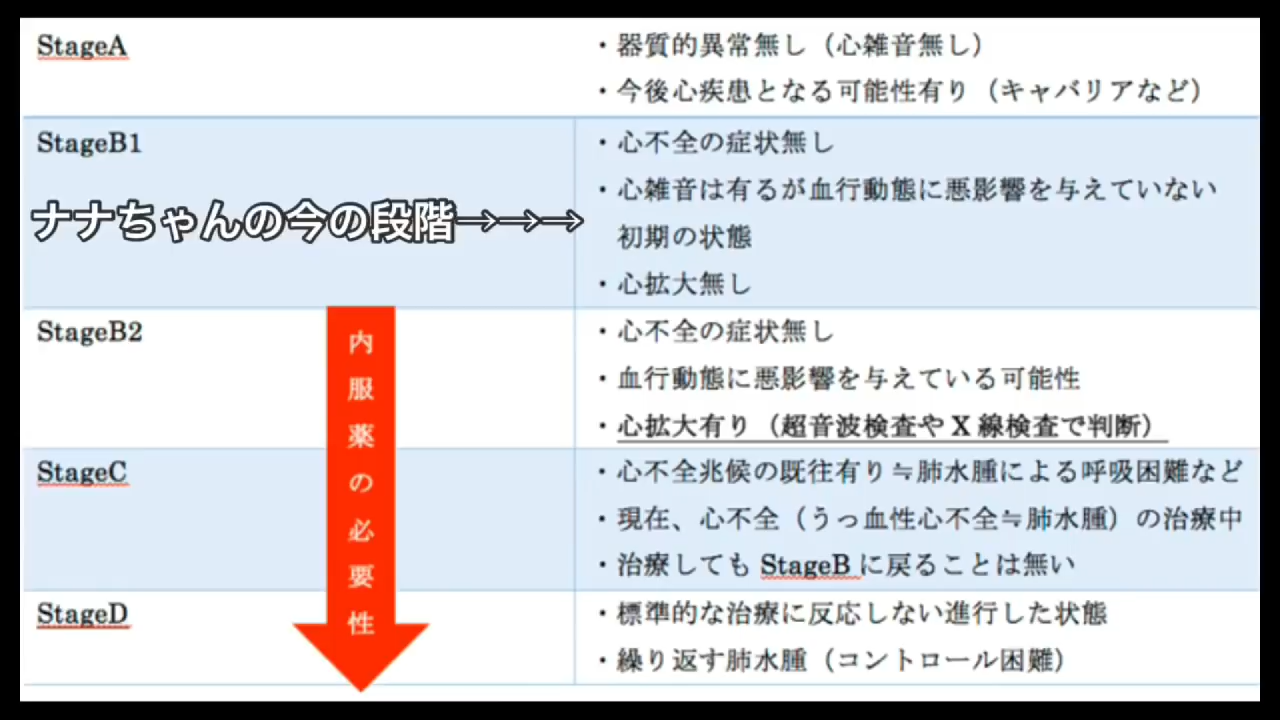 StageA
・器質的異常無し（心雑音無し）
・今後心疾患となる可能性有り（キャバリアなど）
StageB1
・心不全の症状無し
・心雑音は有るが血行動態に悪影響を与えていない
初期の状態
・心拡大無し
ナナちゃんの今の段階→→→
StageB2
・心不全の症状無し
・血行動態に悪影響を与えている可能性
・心拡大有り（超音波検査やX線検査で判断）
StageC
・心不全兆候の既往有り≒肺水腫による呼吸困難など
・現在、心不全（うっ血性心不全≒肺水腫）の治療中
・治療しても StageB に戻ることは無い
StageD
・標準的な治療に反応しない進行した状態
・繰り返す肺水腫（コントロール困難）
内服薬の必要性